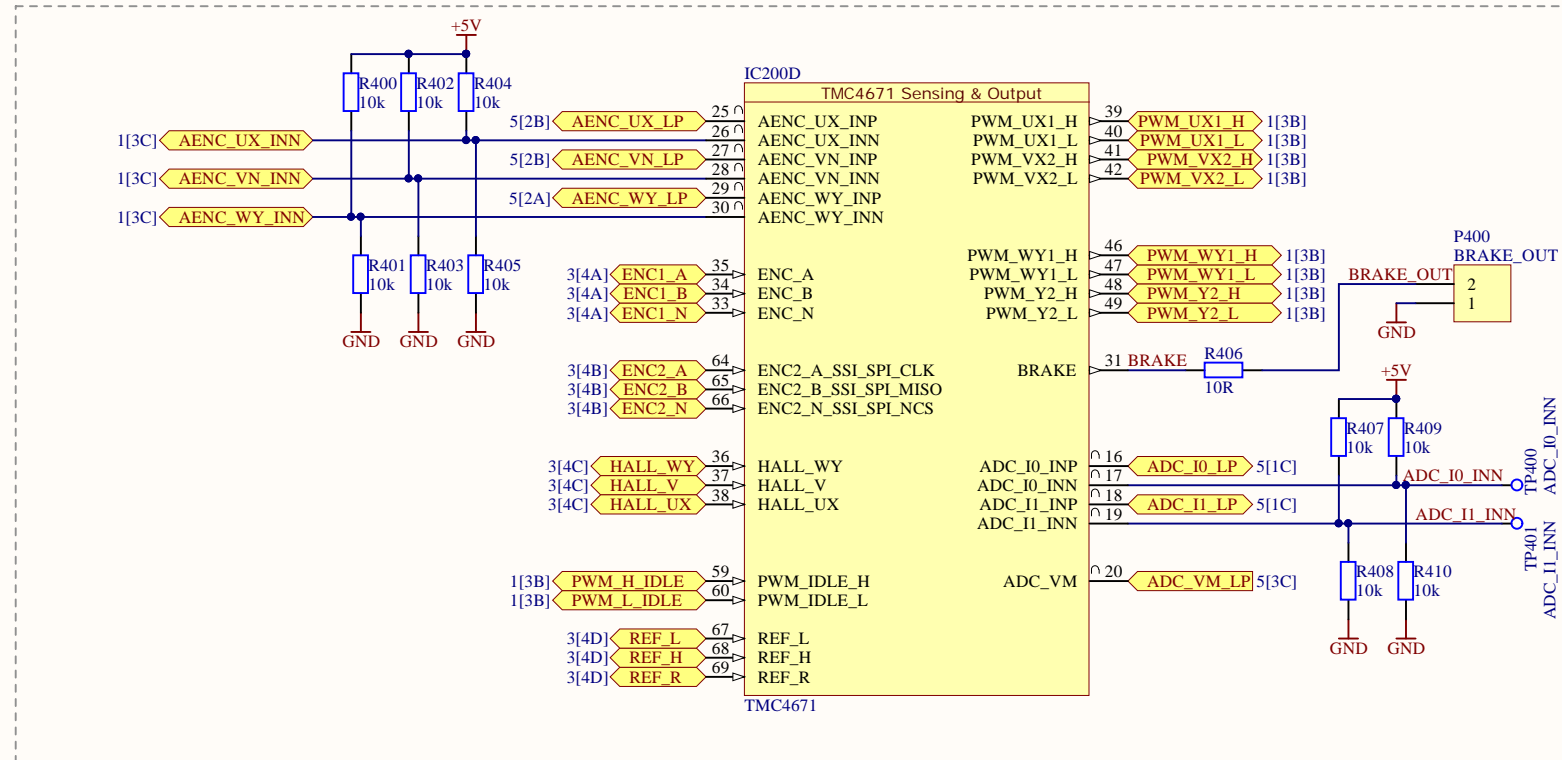 +5V
R400
10k
R402
10k
R404
10k
1[3C] AENC_UX_INN
1[3C] AENC_VN_INN
1[3C] AENC_WY_INN
R401
10k
R403
10k
R405
10k
GND
GND
GND
IC200D
TMC4671 Sensing & Output
5[2B] AENC_UX_LP 25 AENC_UX_INP
26 AENC_UX_INN
5[2B] AENC_VN_LP 27 AENC_VN_INP
28 AENC_VN_INN
5[2A] AENC_WY_LP 29 AENC_WY_INP
30 AENC_WY_INN
3[4A] ENC1_A 35 ENC_A
3[4A] ENC1_B 34 ENC_B
3[4A] ENC1_N 33 ENC_N
3[4B] ENC2_A 64 ENC2_A_SSI_SPI_CLK
3[4B] ENC2_B 65 ENC2_B_SSI_SPI_MISO
3[4B] ENC2_N 66 ENC2_N_SSI_SPI_NCS
3[4C] HALL_WY 36 HALL_WY
3[4C] HALL_V 37 HALL_V
3[4C] HALL_UX 38 HALL_UX
1[3B] PWM_H_IDLE 59 PWM_IDLE_H
1[3B] PWM_L_IDLE 60 PWM_IDLE_L
3[4D] REF_L 67 REF_L
3[4D] REF_H 68 REF_H
3[4D] REF_R 69 REF_R
TMC4671
PWM_UX1_H 39 PWM_UX1_H 1[3B]
PWM_UX1_L 40 PWM_UX1_L 1[3B]
PWM_VX2_H 41 PWM_VX2_H 1[3B]
PWM_VX2_L 42 PWM_VX2_L 1[3B]
PWM_WY1_H 46 PWM_WY1_H 1[3B]
PWM_WY1_L 47 PWM_WY1_L 1[3B]
PWM_Y2_H 48 PWM_Y2_H 1[3B]
PWM_Y2_L 49 PWM_Y2_L 1[3B]
BRAKE 31 BRAKE
R406
10R
P400
BRAKE_OUT
BRAKE_OUT
2
1
GND
+5V
R407
10k
R409
10k
ADC_I0_INP 16 ADC_I0_LP 5[1C]
ADC_I0_INN 17 ADC_I0_INN
ADC_I1_INP 18 ADC_I1_LP 5[1C]
ADC_I1_INN 19 ADC_I1_INN
ADC_VM 20 ADC_VM_LP 5[3C]
R408
10k
R410
10k
GND
GND
TP400
ADC_I0_INN
TP401
ADC_I1_INN